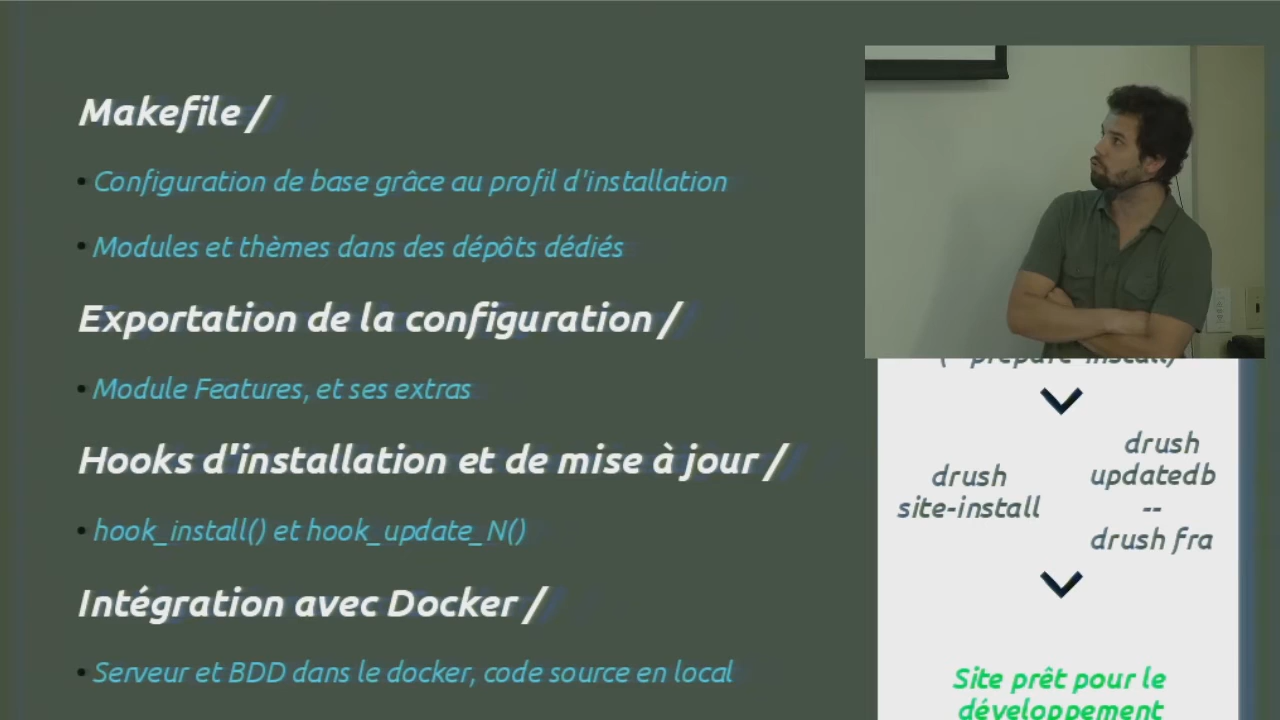 Makefile /
• Configuration de base grâce au profil d'installation
• Modules et thèmes dans des dépôts dédiés
Exportation de la configuration /
• Module Features, et ses extras
Hooks d'installation et de mise à jour /
• hook_install() et hook_update_N()
Intégration avec Docker /
• Serveur et BDD dans le docker, code source en local
drush
site-install
drush
updatedb
--
drush fra
Site prêt pour le
développement